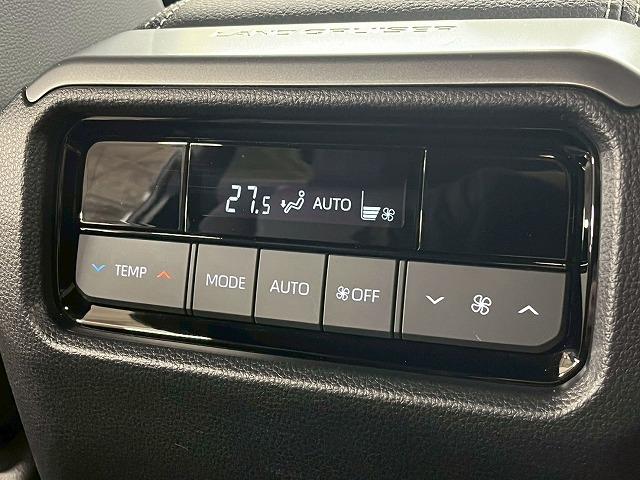 LAND CRUISER
27.5 AUTO
TEMP MODE AUTO OFF